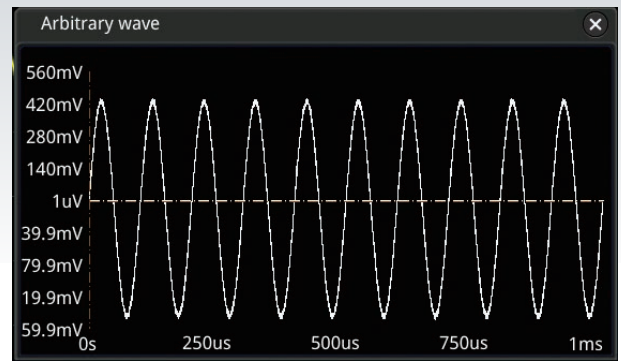 Arbitrary wave
560mV
420mV
280mV
140mV
1uV
39.9mV
79.9mV
19.9mV
59.9mV
0s 250us 500us 750us 1ms